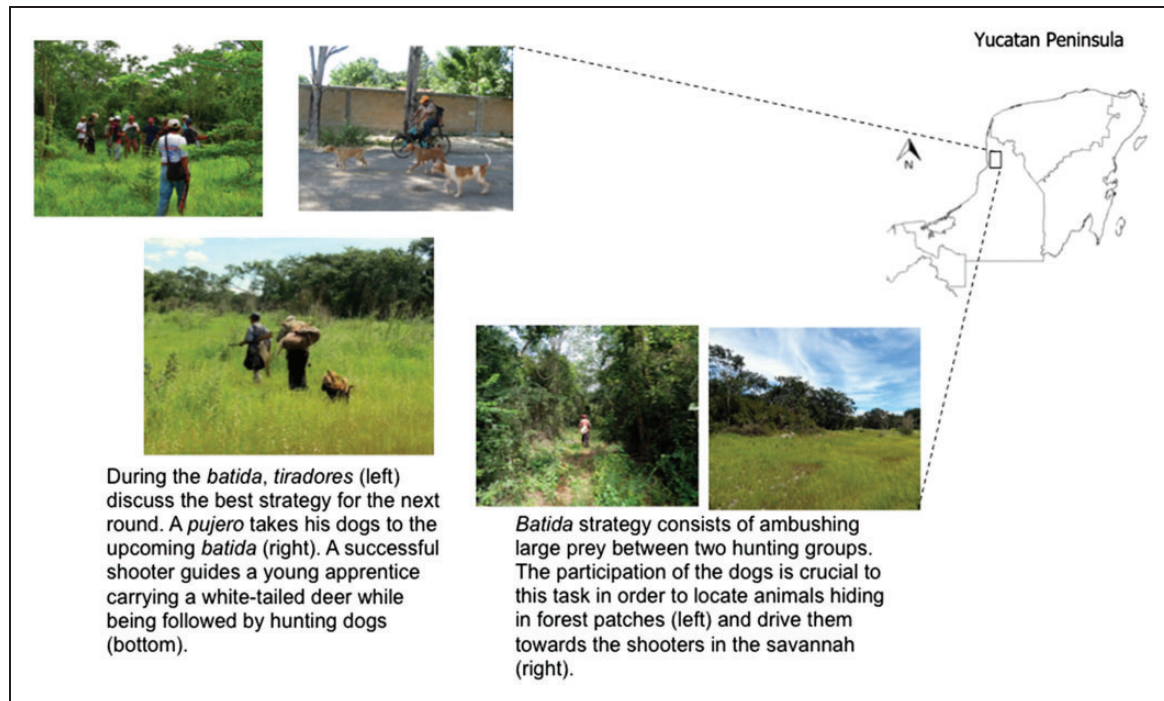 Yucatan Peninsula
N
During the batida, tiradores (left)
discuss the best strategy for the next
round. A pujero takes his dogs to the
upcoming batida (right). A successful
shooter guides a young apprentice
carrying a white-tailed deer while
being followed by hunting dogs
(bottom).
Batida strategy consists of ambushing
large prey between two hunting groups.
The participation of the dogs is crucial to
this task in order to locate animals hiding
in forest patches (left) and drive them
towards the shooters in the savannah
(right).